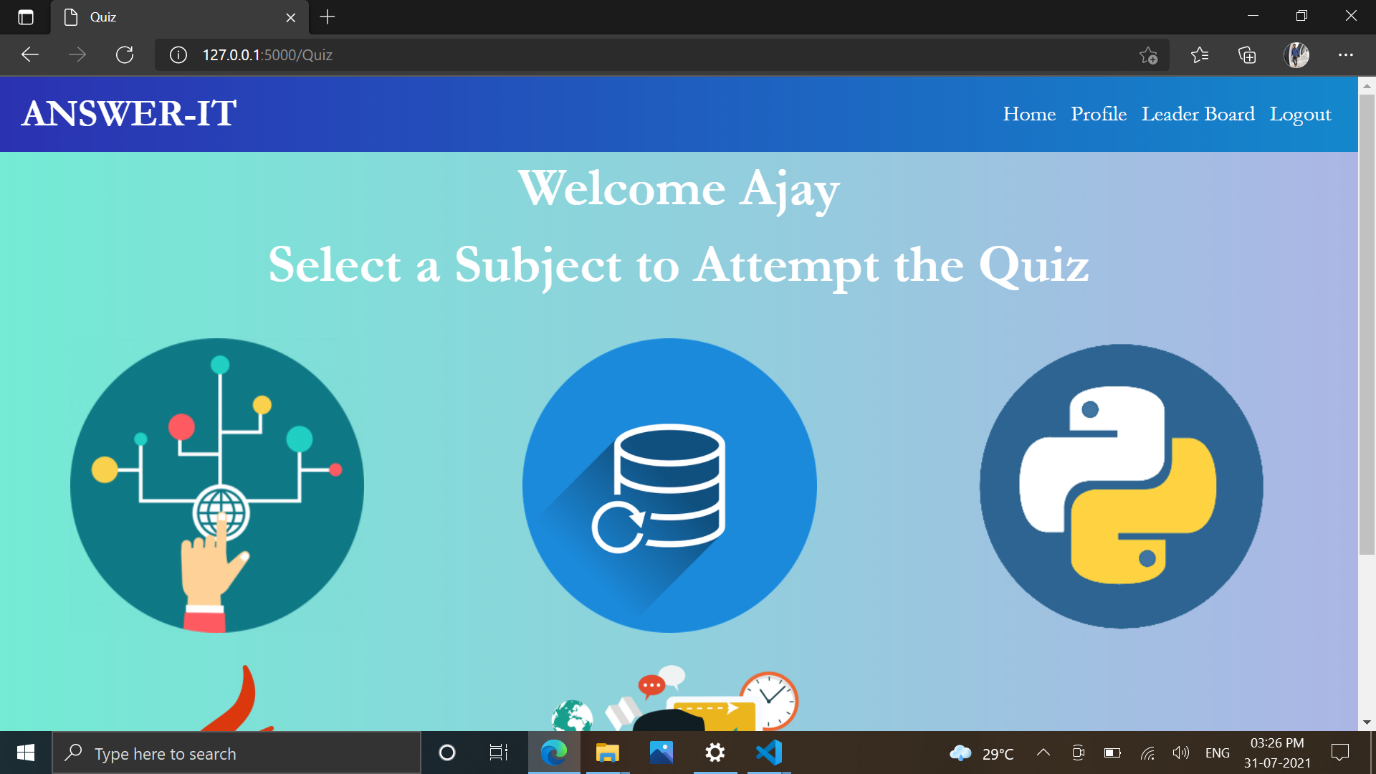 Quiz
127.0.0.1:5000/Quiz
ANSWER-IT
Home Profile Leader Board Logout
Welcome Ajay
Select a Subject to Attempt the Quiz
Type here to search
29°C
ENG
03:26 PM
31-07-2021